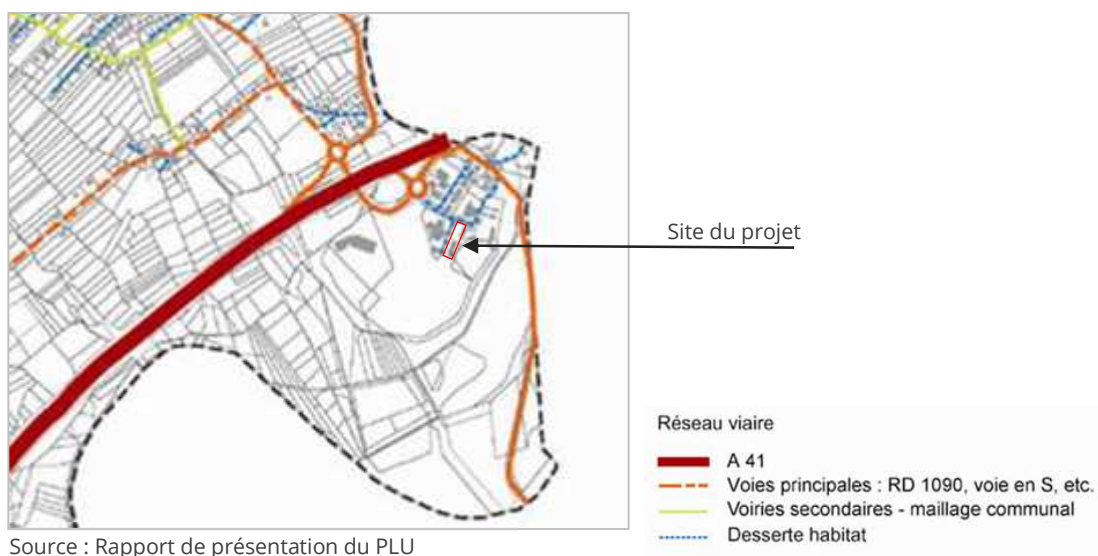 Site du projet
Réseau viaire
A 41
Voies principales : RD 1090, voie en S, etc.
Voiries secondaires - maillage communal
Desserte habitat
Source : Rapport de présentation du PLU